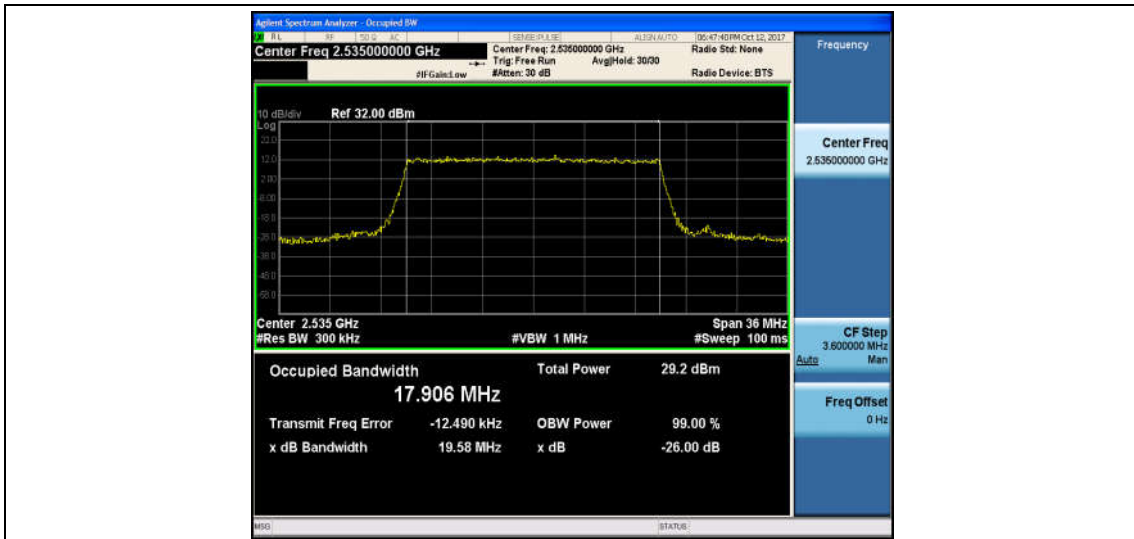 Agilent Spectrum Analyzer - Occupied BW
RL RF 50 Ω AC SENSE:PULSE ALIGNAUTO 06:47:40 PM Oct 12, 2017
Center Freq 2.535000000 GHz
Center Freq: 2.535000000 GHz Radio Std: None
Trig: Free Run Avg|Hold: 30/30
#IFGain:Low #Atten: 30 dB Radio Device: BTS
10 dB/div Ref 32.00 dBm
Log
22.0
12.0
2.00
-8.00
-18.0
-28.0
-38.0
-48.0
-58.0
Center 2.535 GHz Span 36 MHz
#Res BW 300 kHz #VBW 1 MHz #Sweep 100 ms
Occupied Bandwidth Total Power 29.2 dBm
17.906 MHz
Transmit Freq Error -12.490 kHz OBW Power 99.00 %
x dB Bandwidth 19.58 MHz x dB -26.00 dB
MSG STATUS
Frequency
Center Freq
2.535000000 GHz
CF Step
3.600000 MHz
Auto Man
Freq Offset
0 Hz